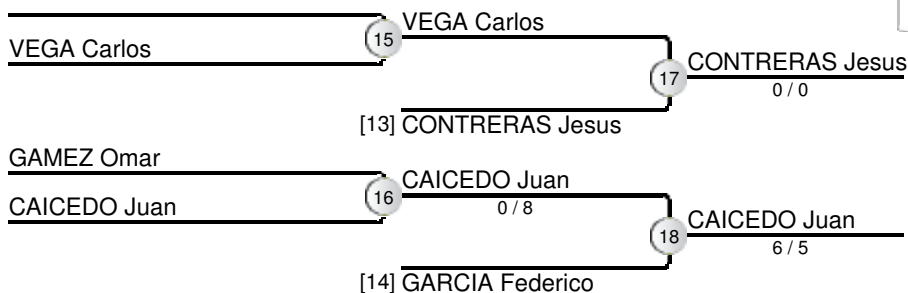 VEGA Carlos
15
VEGA Carlos
17
CONTRERAS Jesus
0 / 0
[13] CONTRERAS Jesus
GAMEZ Omar
CAICEDO Juan
16
CAICEDO Juan
0 / 8
18
CAICEDO Juan
6 / 5
[14] GARCIA Federico